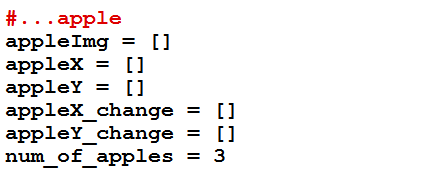 #...apple
appleImg = []
appleX = []
appleY = []
appleX_change = []
appleY_change = []
num_of_apples = 3